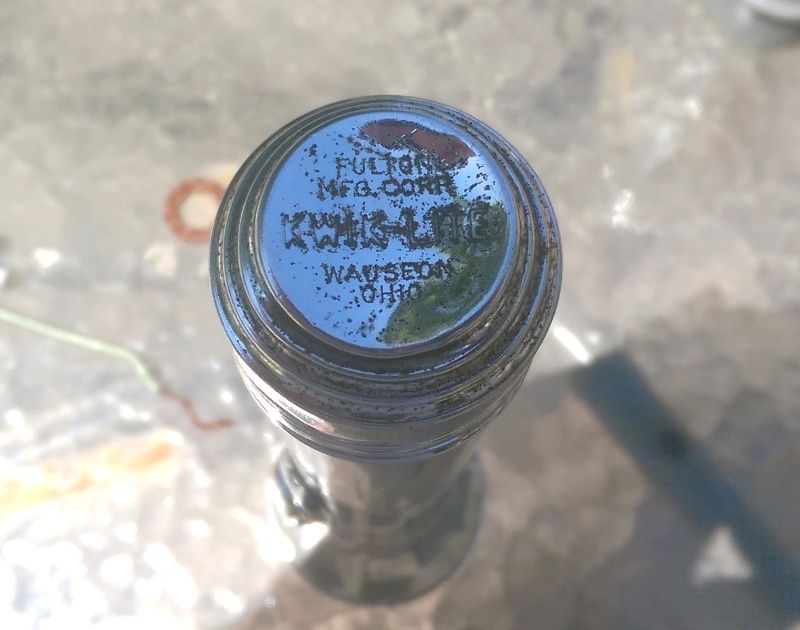 FULTON
MFG. CORP.
KWIK-LITE
WAUSEON
OHIO